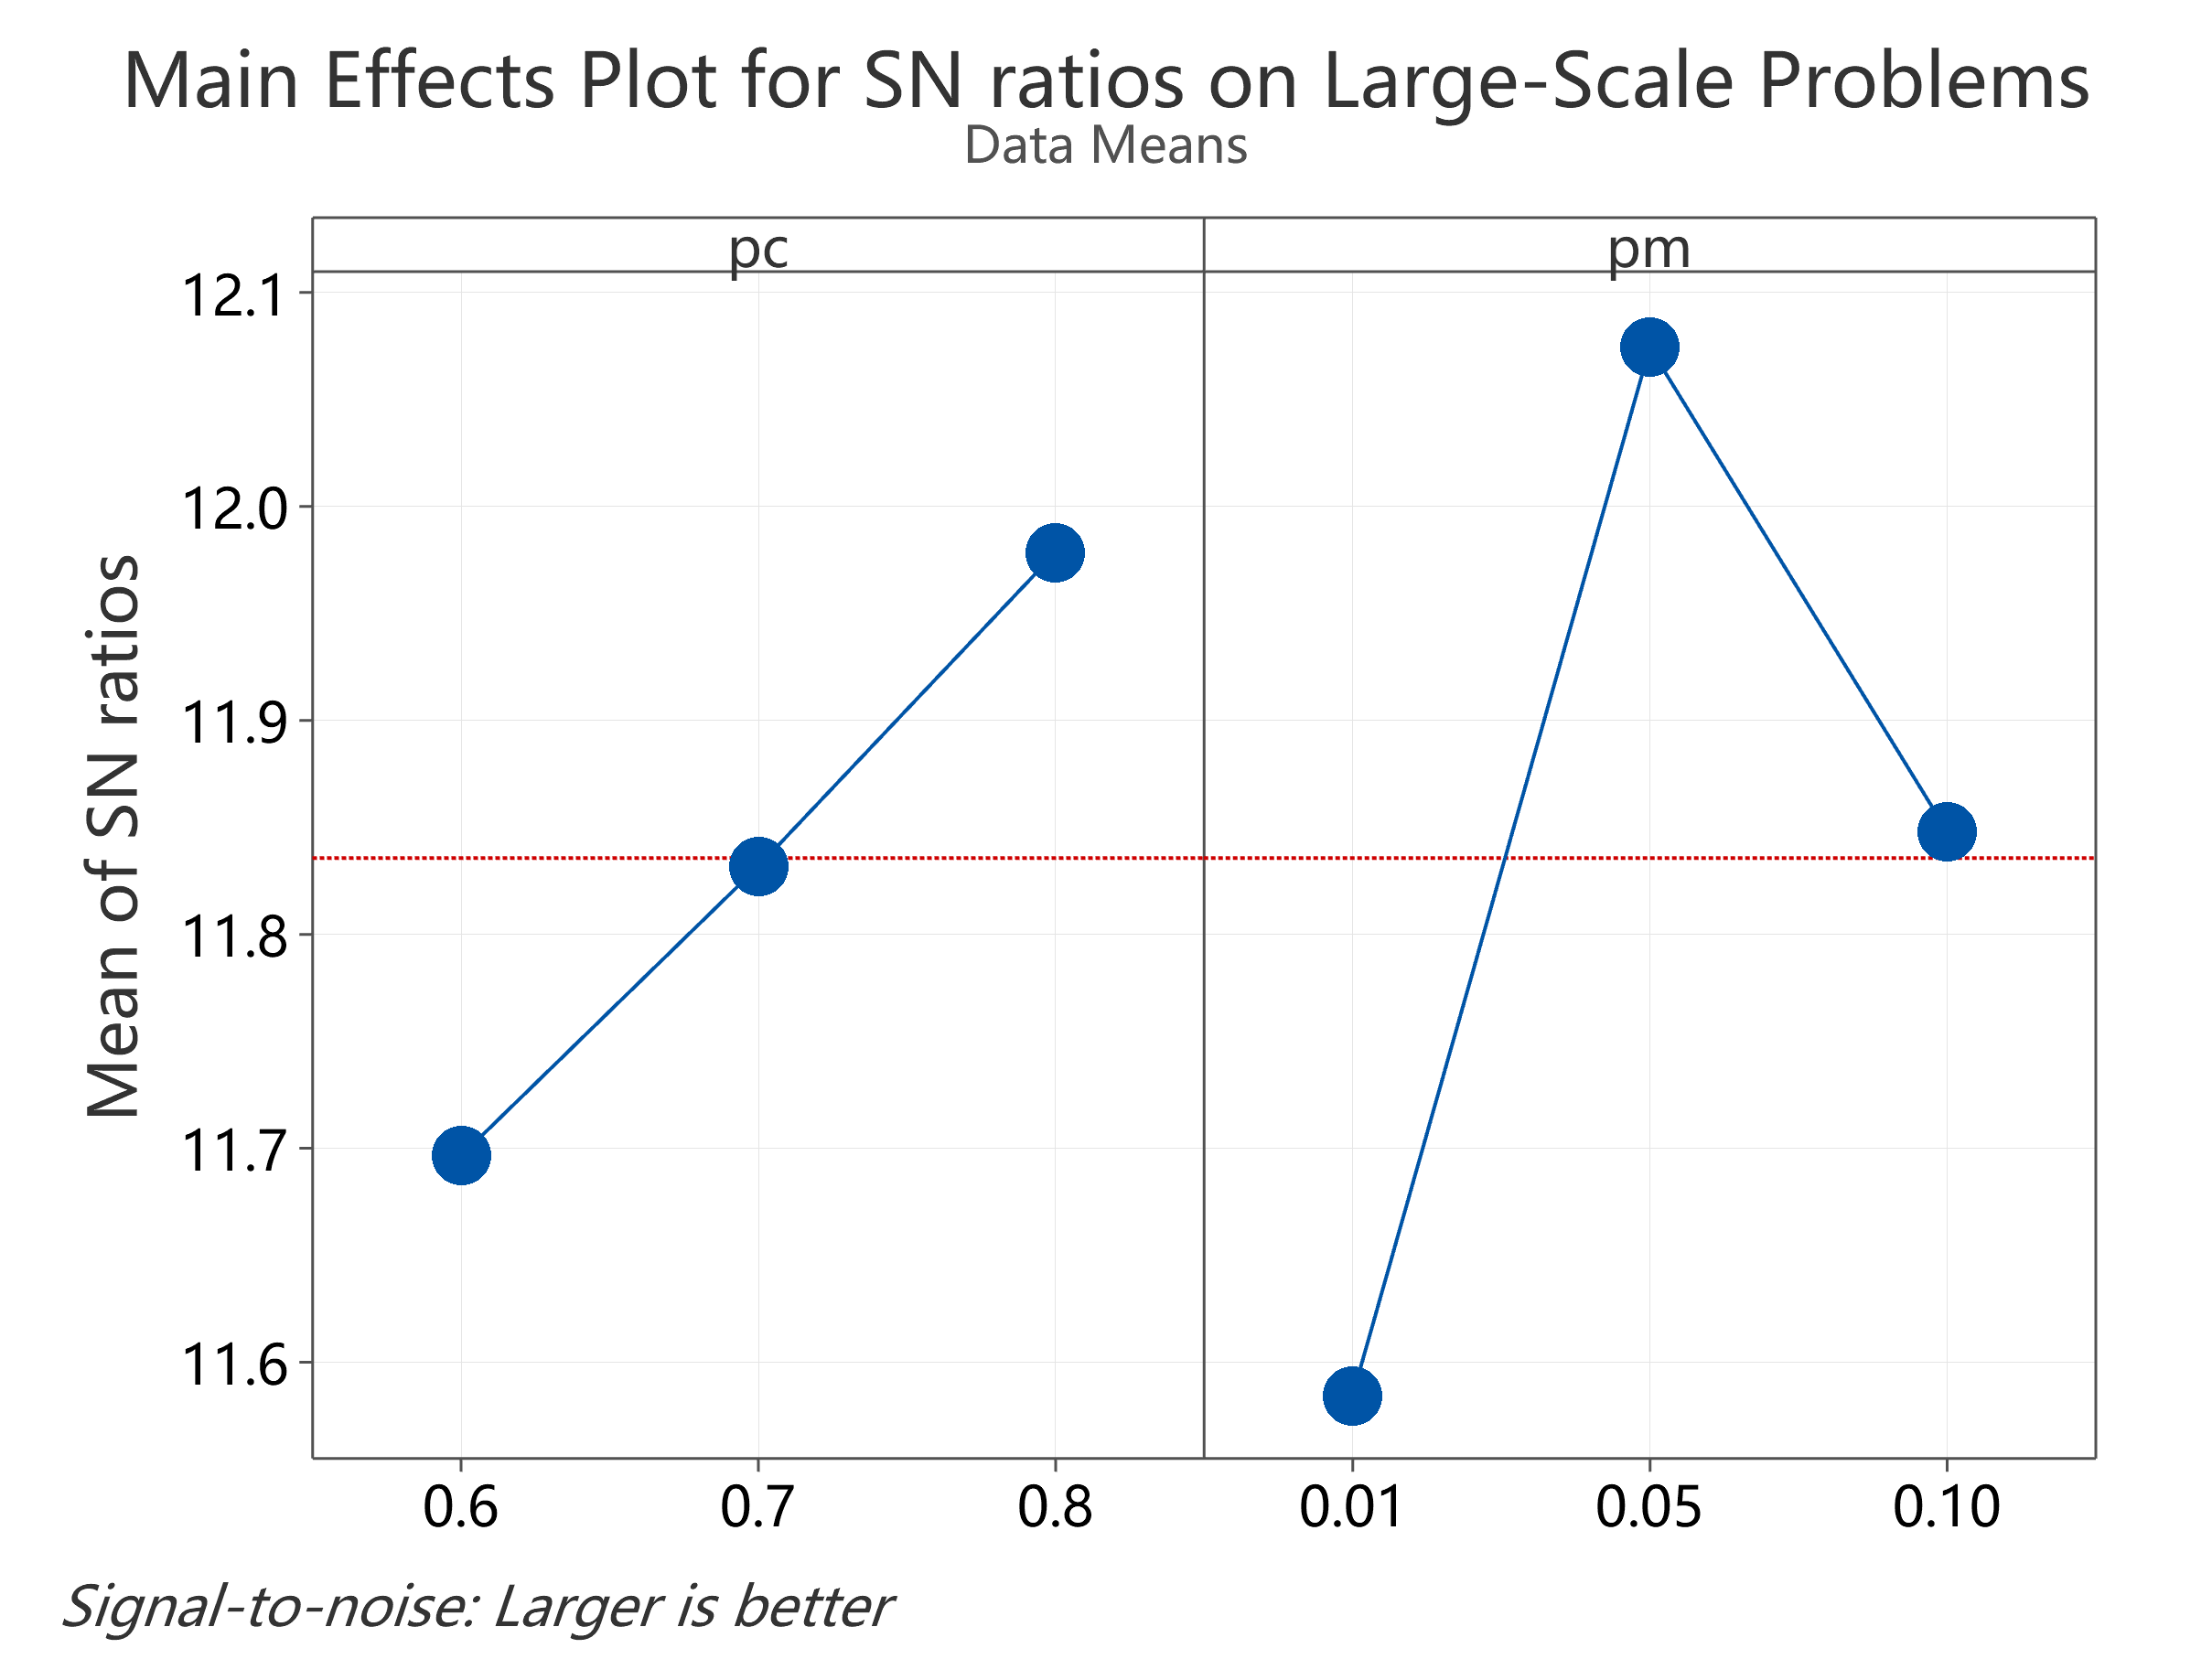 Main Effects Plot for SN ratios on Large-Scale Problems
Data Means
pc pm
12.1
12.0
11.9
11.8
11.7
11.6
Mean of SN ratios
0.6 0.7 0.8 0.01 0.05 0.10
Signal-to-noise: Larger is better